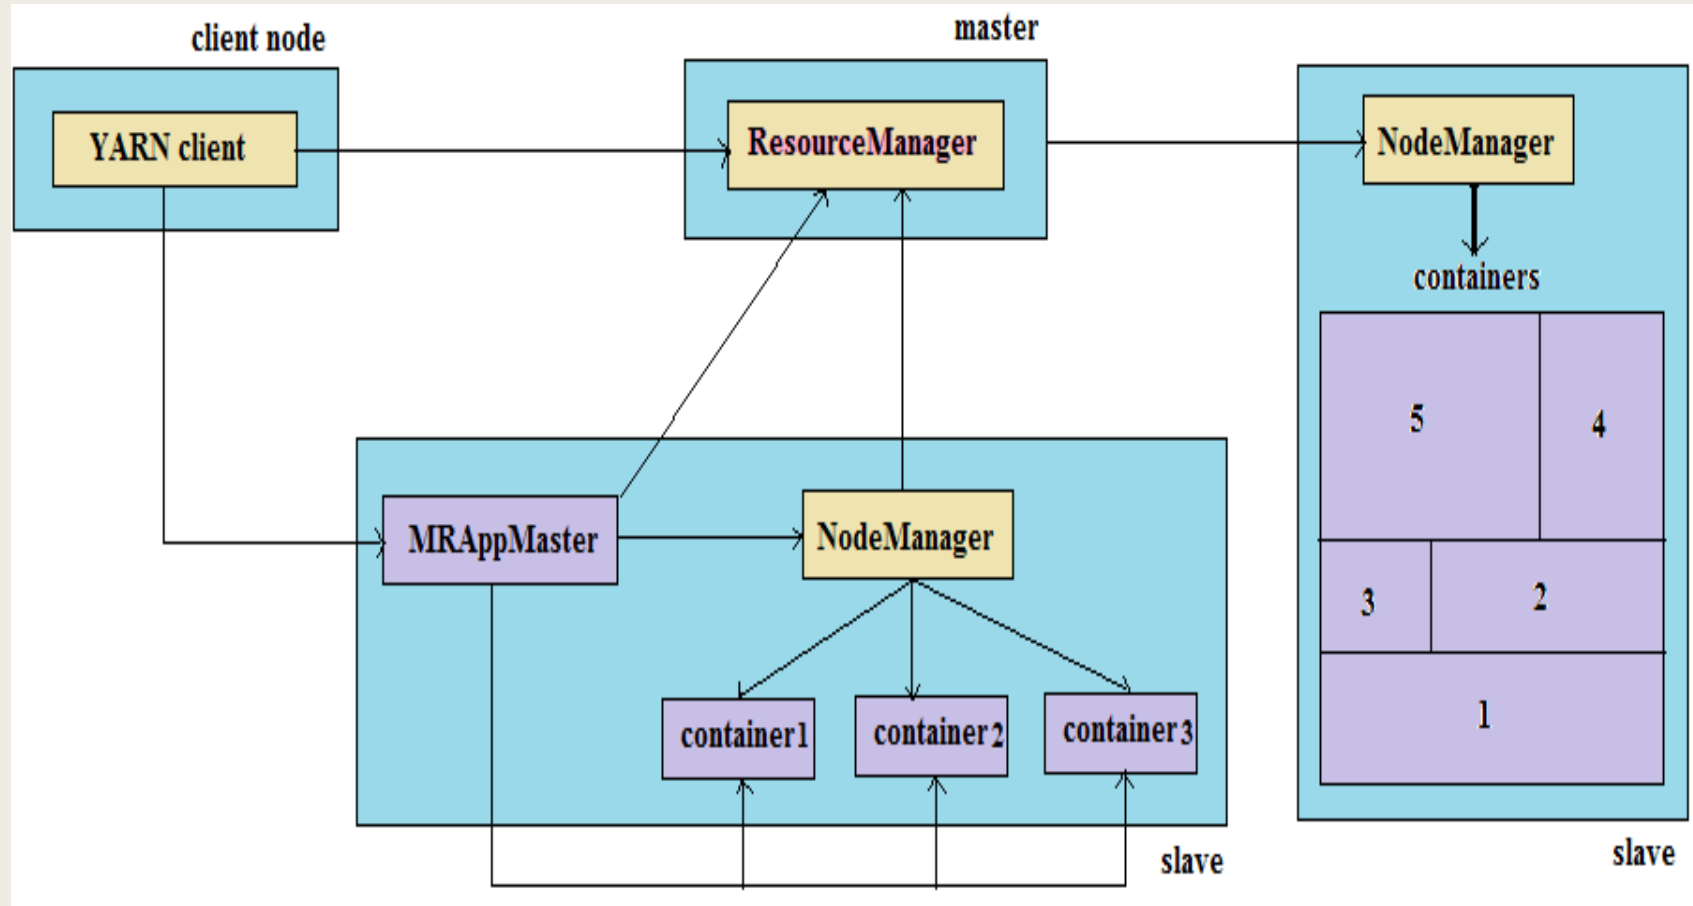 client node
master
YARN client
ResourceManager
NodeManager
containers
5
4
3
2
1
MRAppMaster
NodeManager
container1
container2
container3
slave
slave